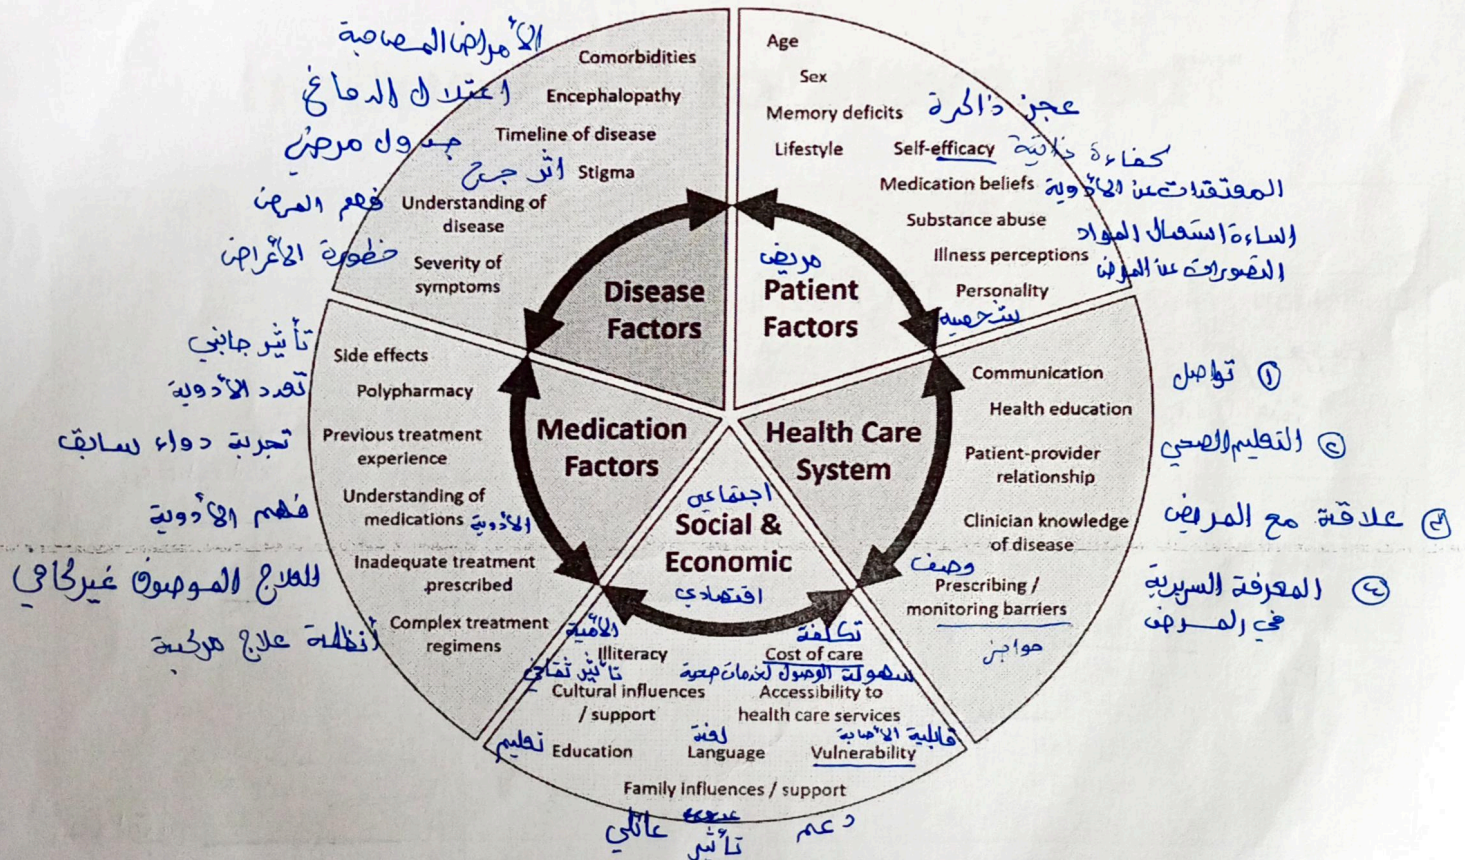 الأمراض المصاحبة
Comorbidities
اعتلال الدماغ
Encephalopathy
جدول مرضي
Timeline of disease
اثر جرح
Stigma
فهم المرض
Understanding of
disease
خطورة الأعراض
Severity of
symptoms
Disease
Factors
Age
Sex
Memory deficits
عجز ذاكرة
Lifestyle
Self-efficacy
كفاءة ذاتية
Medication beliefs
المعتقدات عن الأدوية
Substance abuse
اساءة استعمال المواد
Illness perceptions
التصورات عن المرض
Personality
شخصية
مريض
Patient
Factors
تأثير جانبي
Side effects
تعدد الأدوية
Polypharmacy
تجربة دواء سابق
Previous treatment
experience
فهم الأدوية
Understanding of
medications
الأدوية
العلاج الموصوف غير كافي
Inadequate treatment
prescribed
أنظمة علاج مركبة
Complex treatment
regimens
Medication
Factors
Communication
١ تواصل
Health education
٢ التعليم الصحي
Patient-provider
relationship
٣ علاقة مع المريض
Clinician knowledge
of disease
٤ المعرفة السريرية
في المرض
وصف
Prescribing /
monitoring barriers
حواجز
Health Care
System
اجتماعي
Social &
Economic
اقتصادي
الأمية
Illiteracy
تكلفة
Cost of care
تأثير ثقافي
Cultural influences
/ support
سهولة الوصول لخدمات صحية
Accessibility to
health care services
تعليم
Education
لغة
Language
قابلية الأصابة
Vulnerability
Family influences / support
دعم
تأثير عائلي